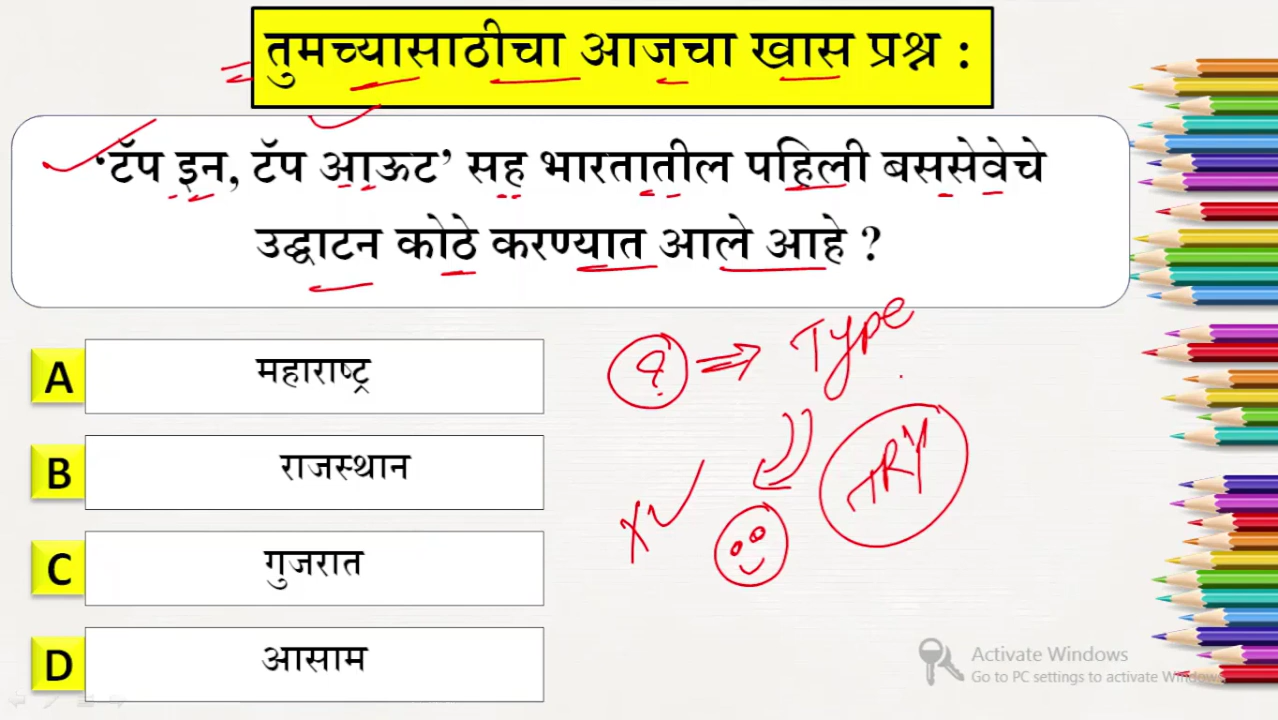 तुमच्यासाठीचा आजचा खास प्रश्न :
‘टॅप इन, टॅप आऊट’ सह भारतातील पहिली बससेवेचे
उद्घाटन कोठे करण्यात आले आहे ?
A महाराष्ट्र
B राजस्थान
C गुजरात
D आसाम
? ⇒ Type
TRY
Activate Windows
Go to PC settings to activate Windows.